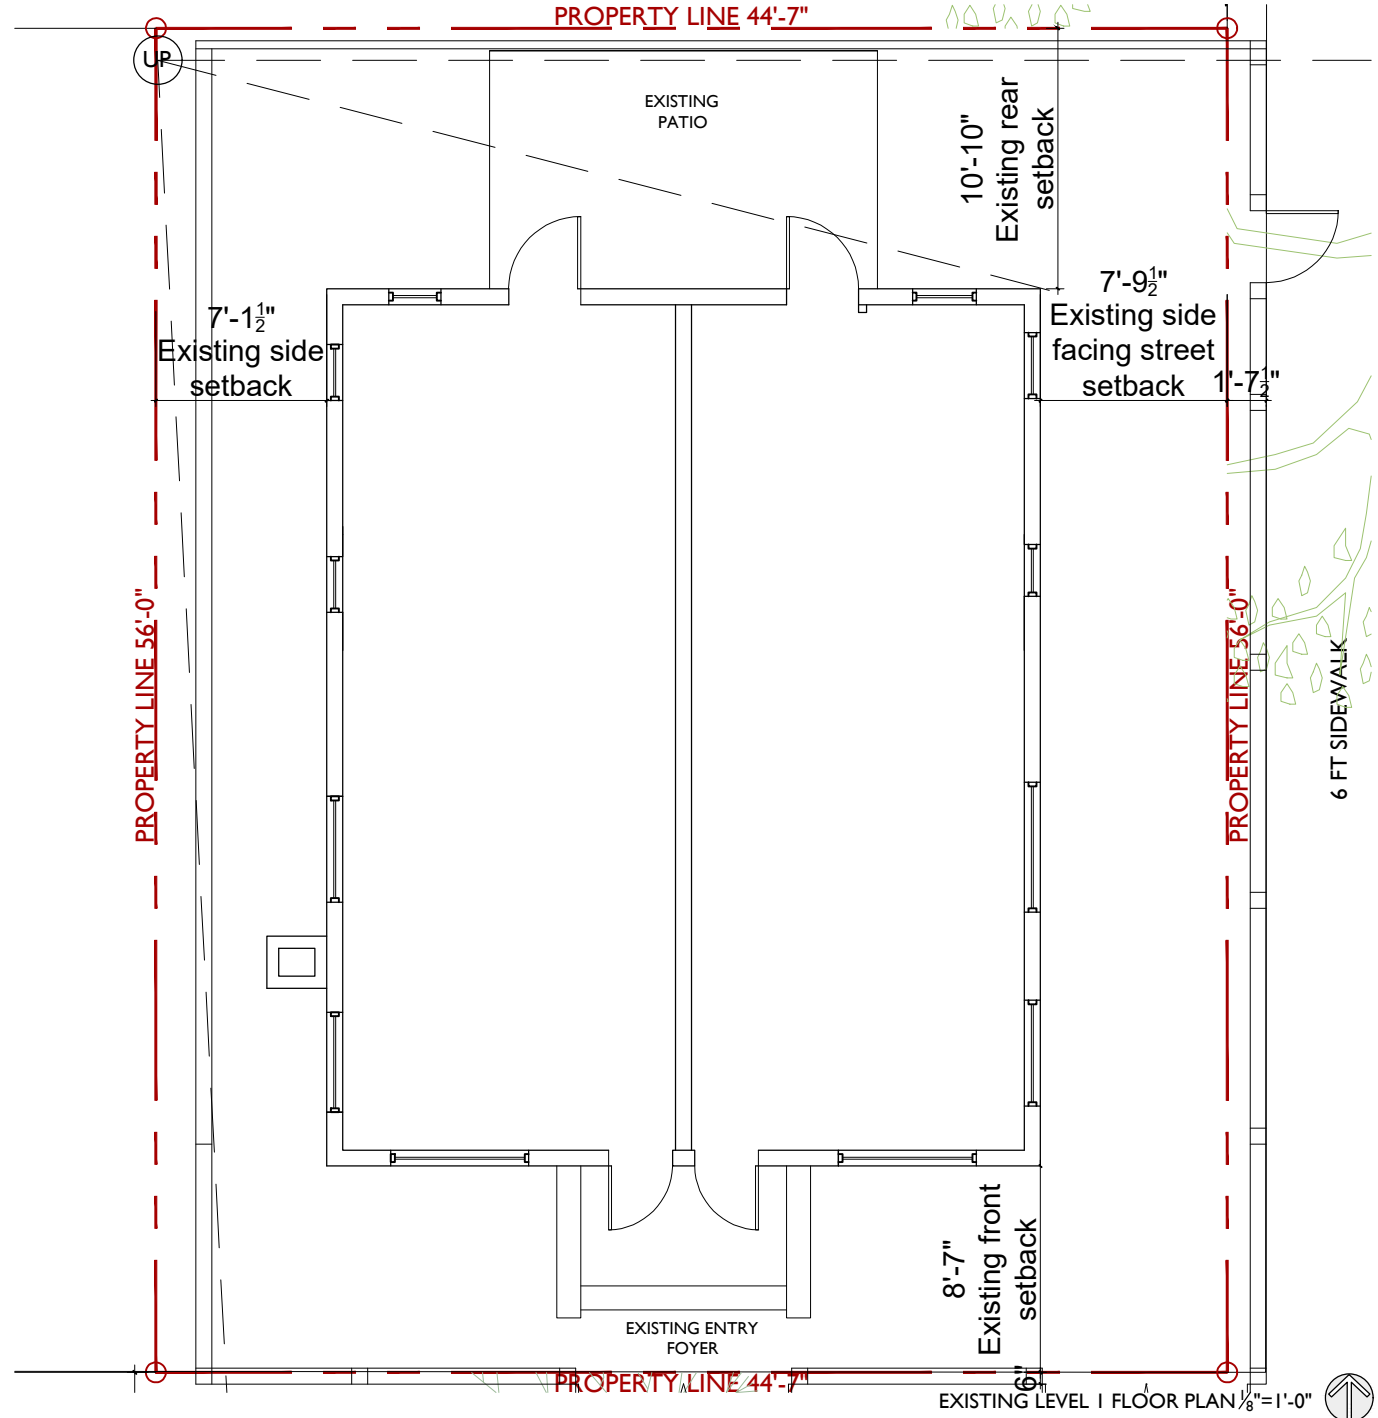 PROPERTY LINE 44'-7"
UP
EXISTING
PATIO
10'-10"
Existing rear
setback
7'-1½"
Existing side
setback
7'-9½"
Existing side
facing street
setback
1'-7½"
PROPERTY LINE 56'-0"
PROPERTY LINE 56'-0"
6 FT SIDEWALK
8'-7"
Existing front
setback
EXISTING ENTRY
FOYER
PROPERTY LINE 44'-7"
6"
EXISTING LEVEL 1 FLOOR PLAN ⅛"=1'-0"